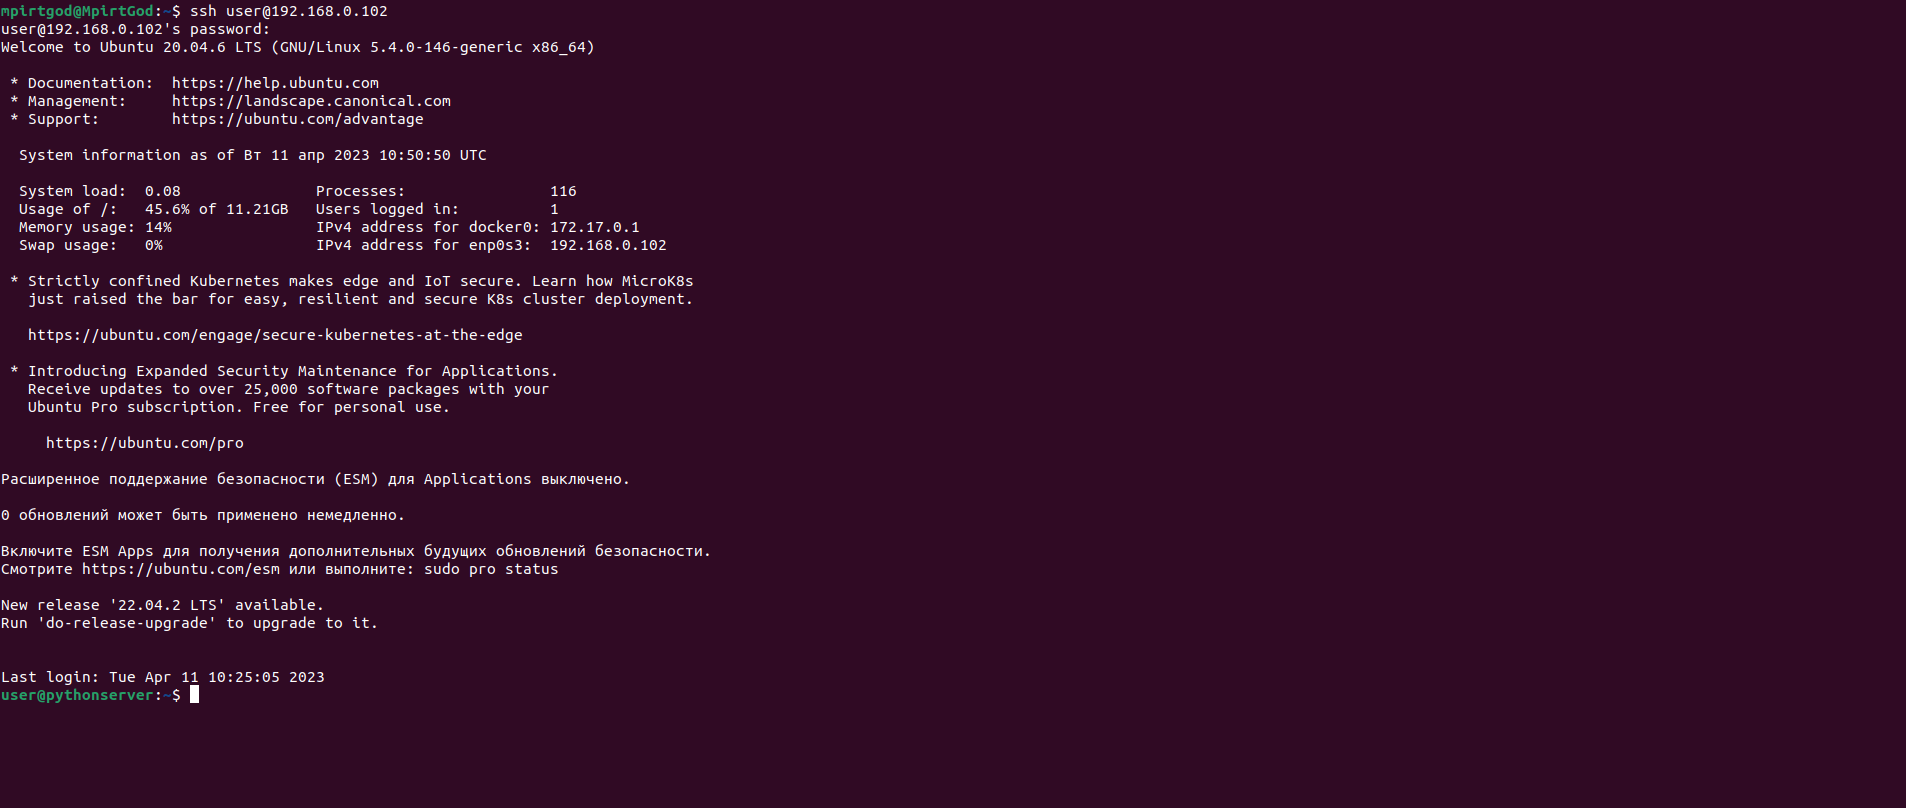 mpirtgod@MpirtGod:~$ ssh user@192.168.0.102
user@192.168.0.102's password:
Welcome to Ubuntu 20.04.6 LTS (GNU/Linux 5.4.0-146-generic x86_64)
* Documentation:  https://help.ubuntu.com
* Management:     https://landscape.canonical.com
* Support:        https://ubuntu.com/advantage
System information as of Вт 11 апр 2023 10:50:50 UTC
System load:  0.08               Processes:                116
Usage of /:   45.6% of 11.21GB   Users logged in:          1
Memory usage: 14%                IPv4 address for docker0: 172.17.0.1
Swap usage:   0%                 IPv4 address for enp0s3:  192.168.0.102
* Strictly confined Kubernetes makes edge and IoT secure. Learn how MicroK8s
just raised the bar for easy, resilient and secure K8s cluster deployment.
https://ubuntu.com/engage/secure-kubernetes-at-the-edge
* Introducing Expanded Security Maintenance for Applications.
Receive updates to over 25,000 software packages with your
Ubuntu Pro subscription. Free for personal use.
https://ubuntu.com/pro
Расширенное поддержание безопасности (ESM) для Applications выключено.
0 обновлений может быть применено немедленно.
Включите ESM Apps для получения дополнительных будущих обновлений безопасности.
Смотрите https://ubuntu.com/esm или выполните: sudo pro status
New release '22.04.2 LTS' available.
Run 'do-release-upgrade' to upgrade to it.
Last login: Tue Apr 11 10:25:05 2023
user@pythonserver:~$